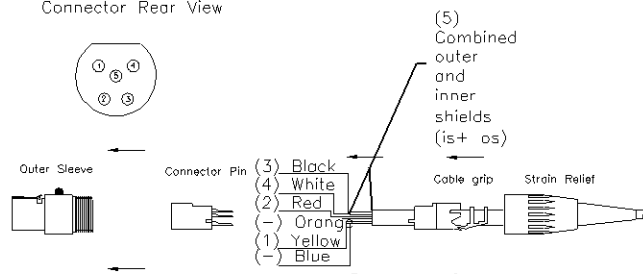 Connector Rear View
1
4
5
2
3
(5)
Combined
outer
and
inner
shields
(is+ os)
Outer Sleeve
Connector Pin
(3) Black
(4) White
(2) Red
(-) Orange
(1) Yellow
(-) Blue
Cable grip
Strain Relief